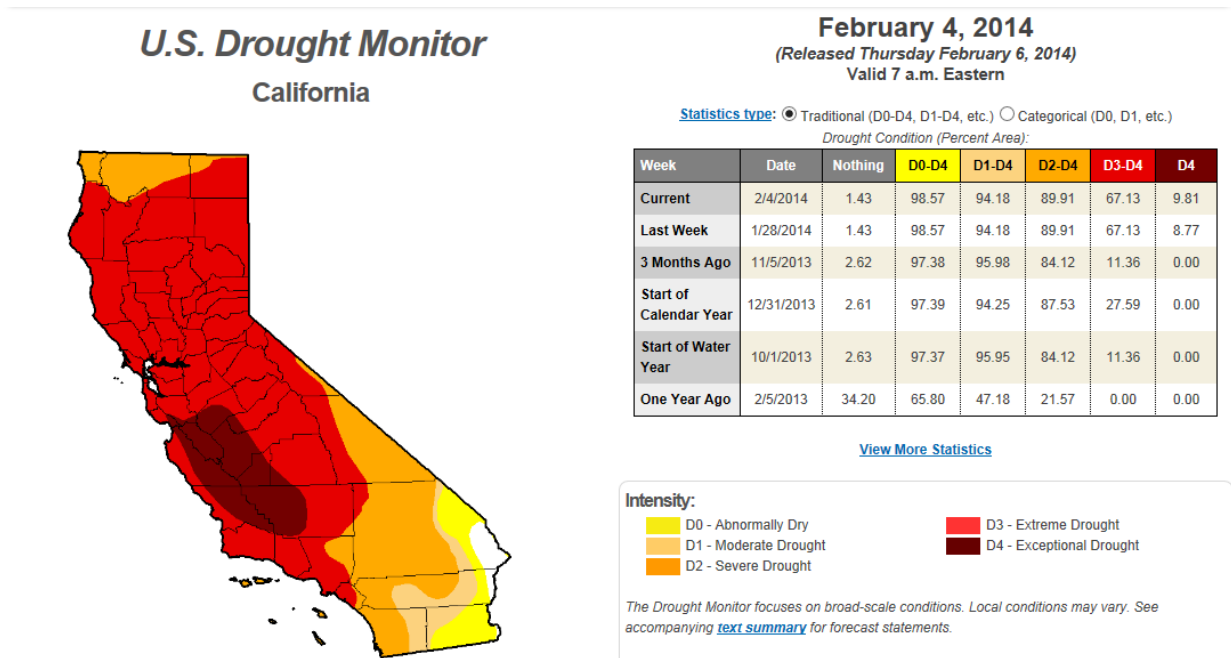 U.S. Drought Monitor
California
February 4, 2014
(Released Thursday February 6, 2014)
Valid 7 a.m. Eastern
Statistics type: Traditional (D0-D4, D1-D4, etc.) Categorical (D0, D1, etc.)
Drought Condition (Percent Area):
Week Date Nothing D0-D4 D1-D4 D2-D4 D3-D4 D4
Current 2/4/2014 1.43 98.57 94.18 89.91 67.13 9.81
Last Week 1/28/2014 1.43 98.57 94.18 89.91 67.13 8.77
3 Months Ago 11/5/2013 2.62 97.38 95.98 84.12 11.36 0.00
Start of
Calendar Year 12/31/2013 2.61 97.39 94.25 87.53 27.59 0.00
Start of Water
Year 10/1/2013 2.63 97.37 95.95 84.12 11.36 0.00
One Year Ago 2/5/2013 34.20 65.80 47.18 21.57 0.00 0.00
View More Statistics
Intensity:
D0 - Abnormally Dry
D1 - Moderate Drought
D2 - Severe Drought
D3 - Extreme Drought
D4 - Exceptional Drought
The Drought Monitor focuses on broad-scale conditions. Local conditions may vary. See
accompanying text summary for forecast statements.